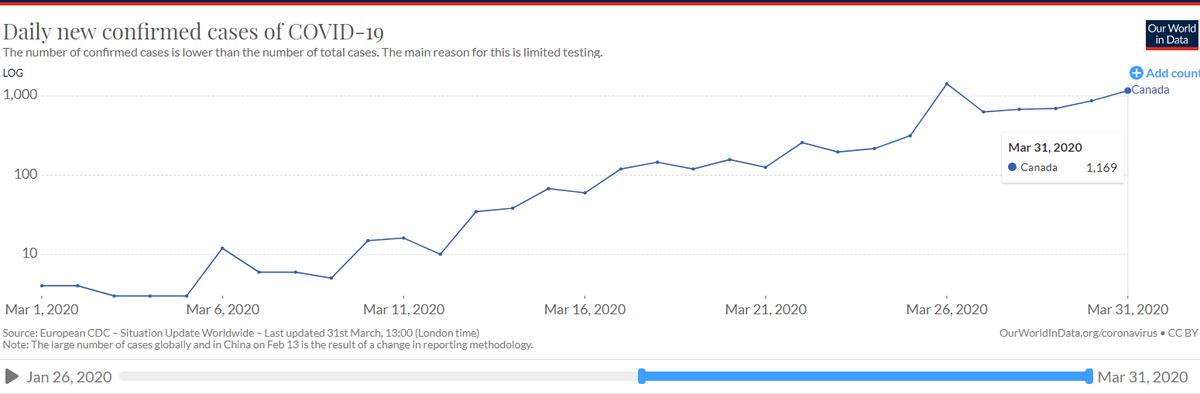 Daily new confirmed cases of COVID-19
The number of confirmed cases is lower than the number of total cases. The main reason for this is limited testing.
Our World
in Data
LOG
Add count
1,000
Canada
Mar 31, 2020
Canada 1,169
100
10
Mar 1, 2020 Mar 6, 2020 Mar 11, 2020 Mar 16, 2020 Mar 21, 2020 Mar 26, 2020 Mar 31, 2020
Source: European CDC – Situation Update Worldwide – Last updated 31st March, 13:00 (London time) OurWorldInData.org/coronavirus • CC BY
Note: The large number of cases globally and in China on Feb 13 is the result of a change in reporting methodology.
Jan 26, 2020 Mar 31, 2020